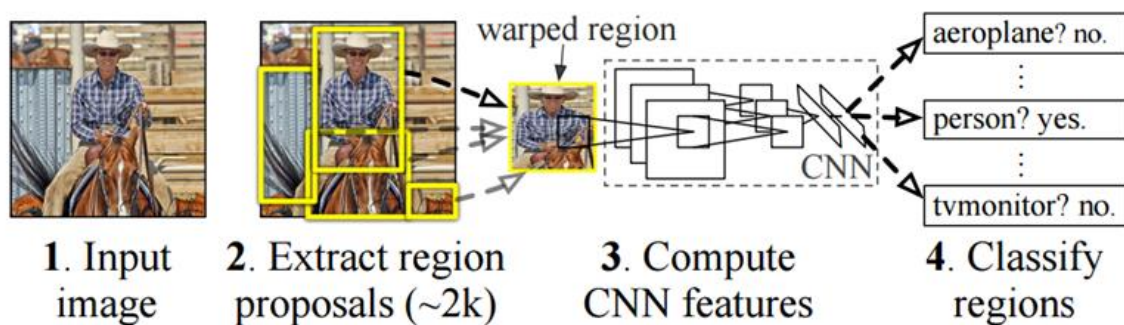 warped region
aeroplane? no.
⋮
person? yes.
⋮
tvmonitor? no.
CNN
1. Input
image
2. Extract region
proposals (~2k)
3. Compute
CNN features
4. Classify
regions